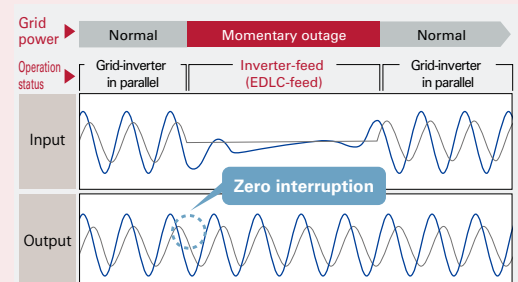 Grid
power
Normal
Momentary outage
Normal
Operation
status
Grid-inverter
in parallel
Inverter-feed
(EDLC-feed)
Grid-inverter
in parallel
Input
Zero interruption
Output